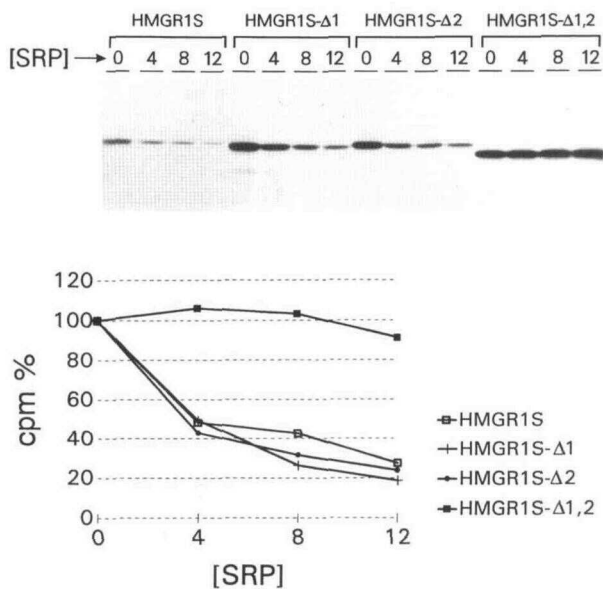 HMGR1S HMGR1S-Δ1 HMGR1S-Δ2 HMGR1S-Δ1,2
[SRP] → 0 4 8 12 0 4 8 12 0 4 8 12 0 4 8 12
120
100
80
60
40
20
0
cpm %
0 4 8 12
[SRP]
HMGR1S
HMGR1S-Δ1
HMGR1S-Δ2
HMGR1S-Δ1,2